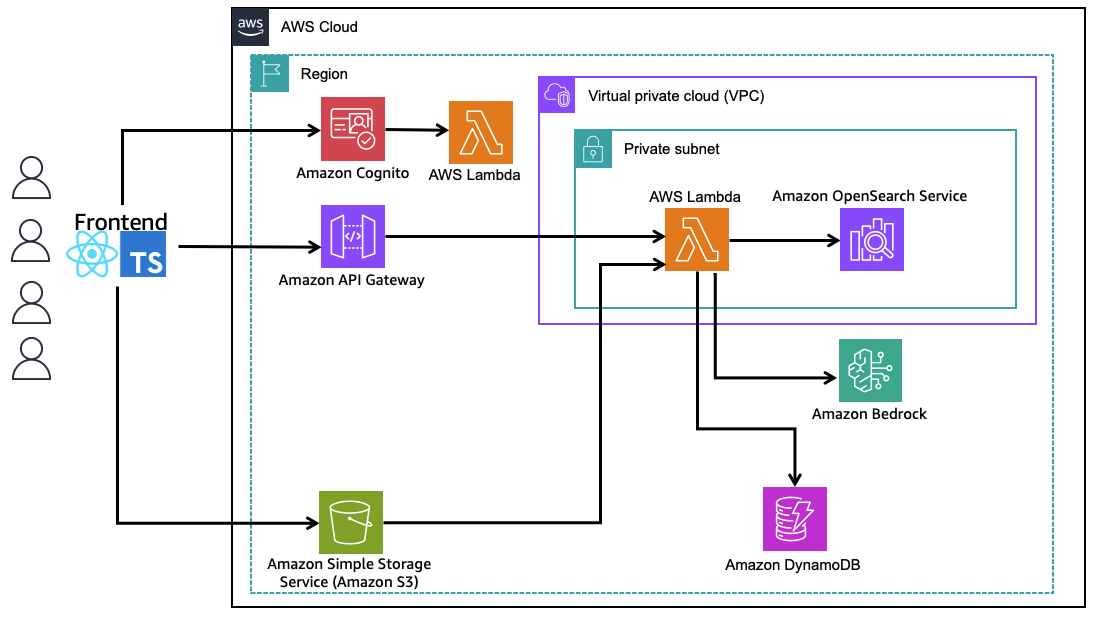 aws
AWS Cloud
Region
Virtual private cloud (VPC)
Private subnet
Amazon Cognito
AWS Lambda
AWS Lambda
Amazon OpenSearch Service
Frontend
TS
</>
Amazon API Gateway
Amazon Bedrock
Amazon Simple Storage
Service (Amazon S3)
Amazon DynamoDB